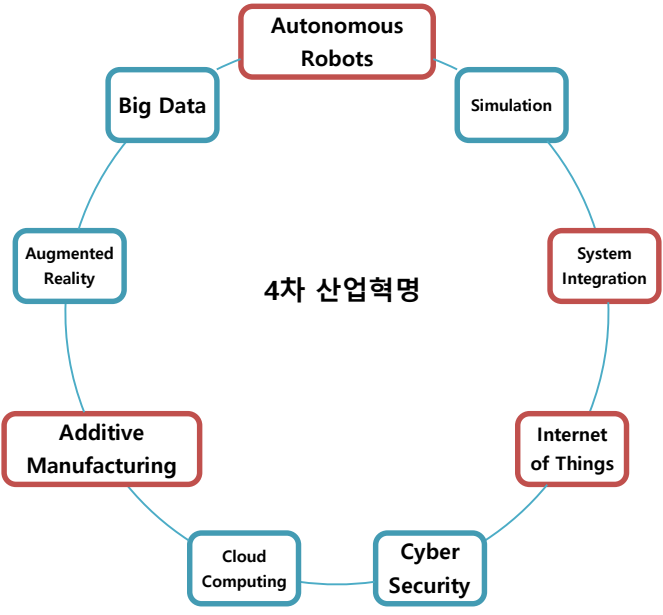 Autonomous
Robots
Simulation
System
Integration
Internet
of Things
Cyber
Security
Cloud
Computing
Additive
Manufacturing
Augmented
Reality
Big Data
4차 산업혁명